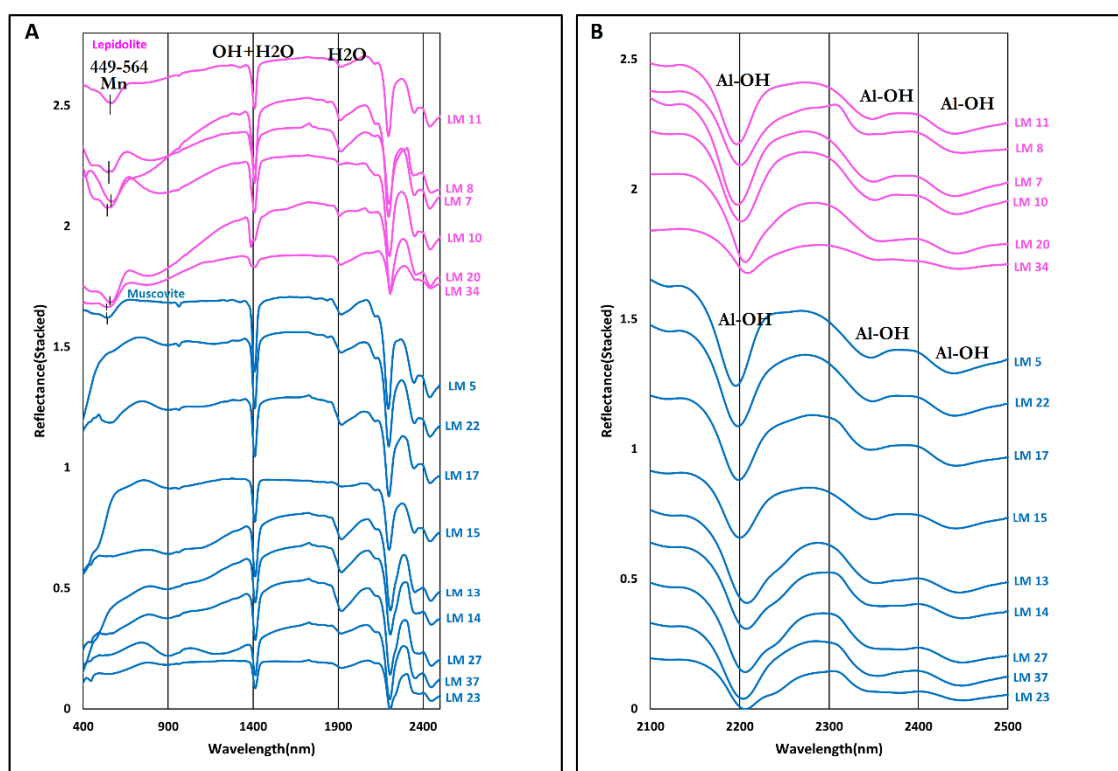 A
Lepidolite
449-564
Mn
OH+H2O
H2O
LM 11
LM 8
LM 7
LM 10
LM 20
LM 34
Muscovite
LM 5
LM 22
LM 17
LM 15
LM 13
LM 14
LM 27
LM 37
LM 23
Reflectance(Stacked)
2.5
2
1.5
1
0.5
0
400 900 1400 1900 2400
Wavelength(nm)
B
Al-OH
Al-OH
Al-OH
LM 11
LM 8
LM 7
LM 10
LM 20
LM 34
Al-OH
Al-OH
Al-OH
LM 5
LM 22
LM 17
LM 15
LM 13
LM 14
LM 27
LM 37
LM 23
Reflectance(Stacked)
2.5
2
1.5
1
0.5
0
2100 2200 2300 2400 2500
Wavelength(nm)